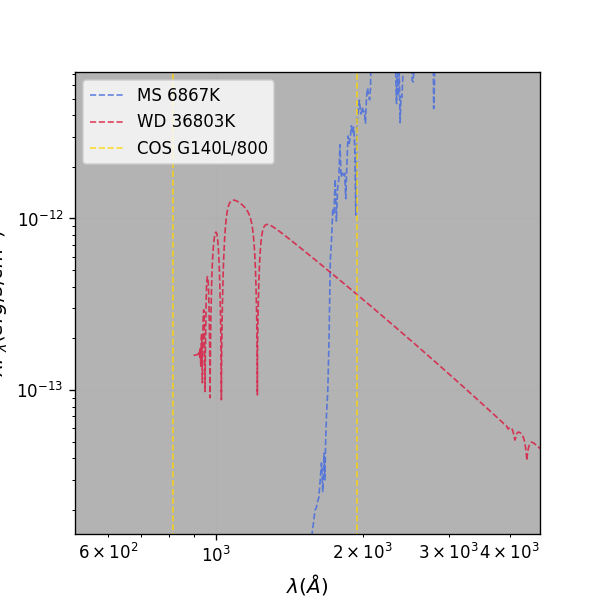 MS 6867K
WD 36803K
COS G140L/800
10⁻¹²
10⁻¹³
6 × 10² 10³ 2 × 10³ 3 × 10³ 4 × 10³
λ(Å)